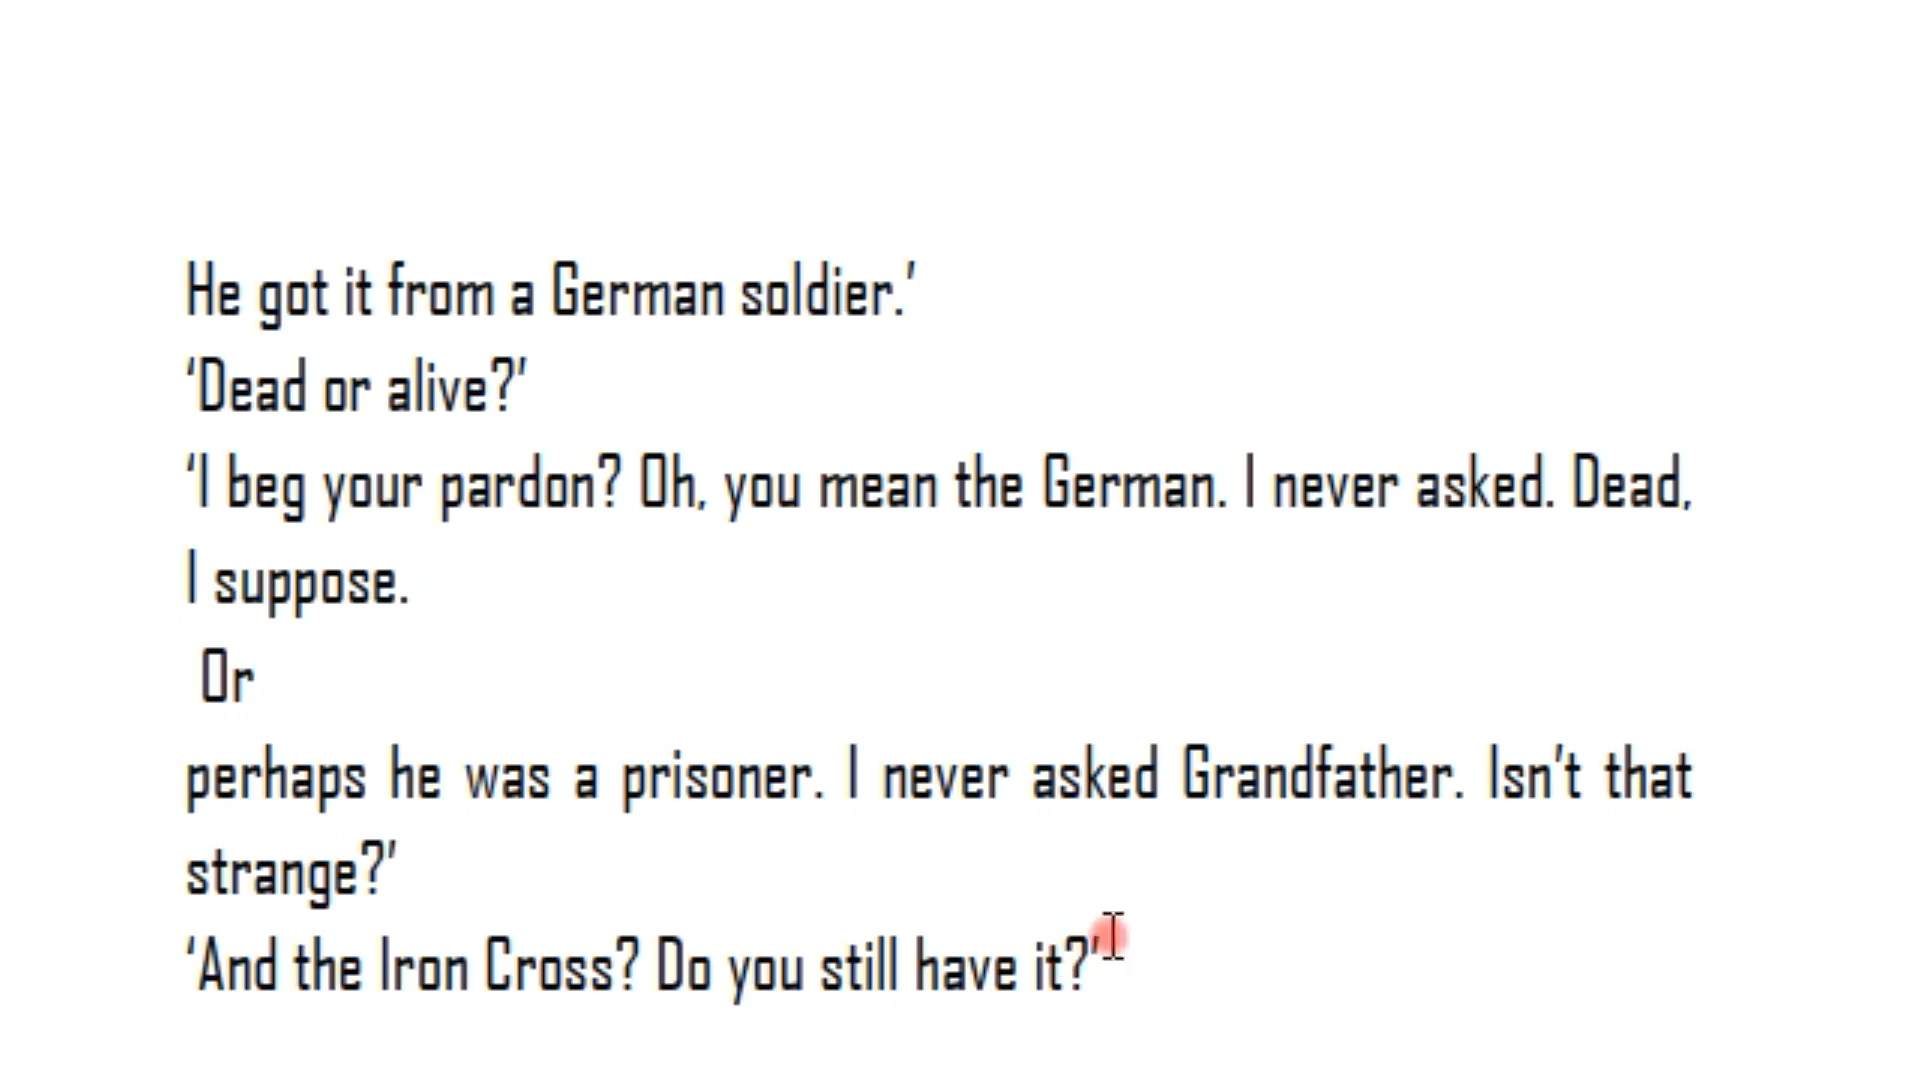 He got it from a German soldier.’
‘Dead or alive?’
‘I beg your pardon? Oh, you mean the German. I never asked. Dead,
I suppose.
Or
perhaps he was a prisoner. I never asked Grandfather. Isn’t that
strange?’
‘And the Iron Cross? Do you still have it?’